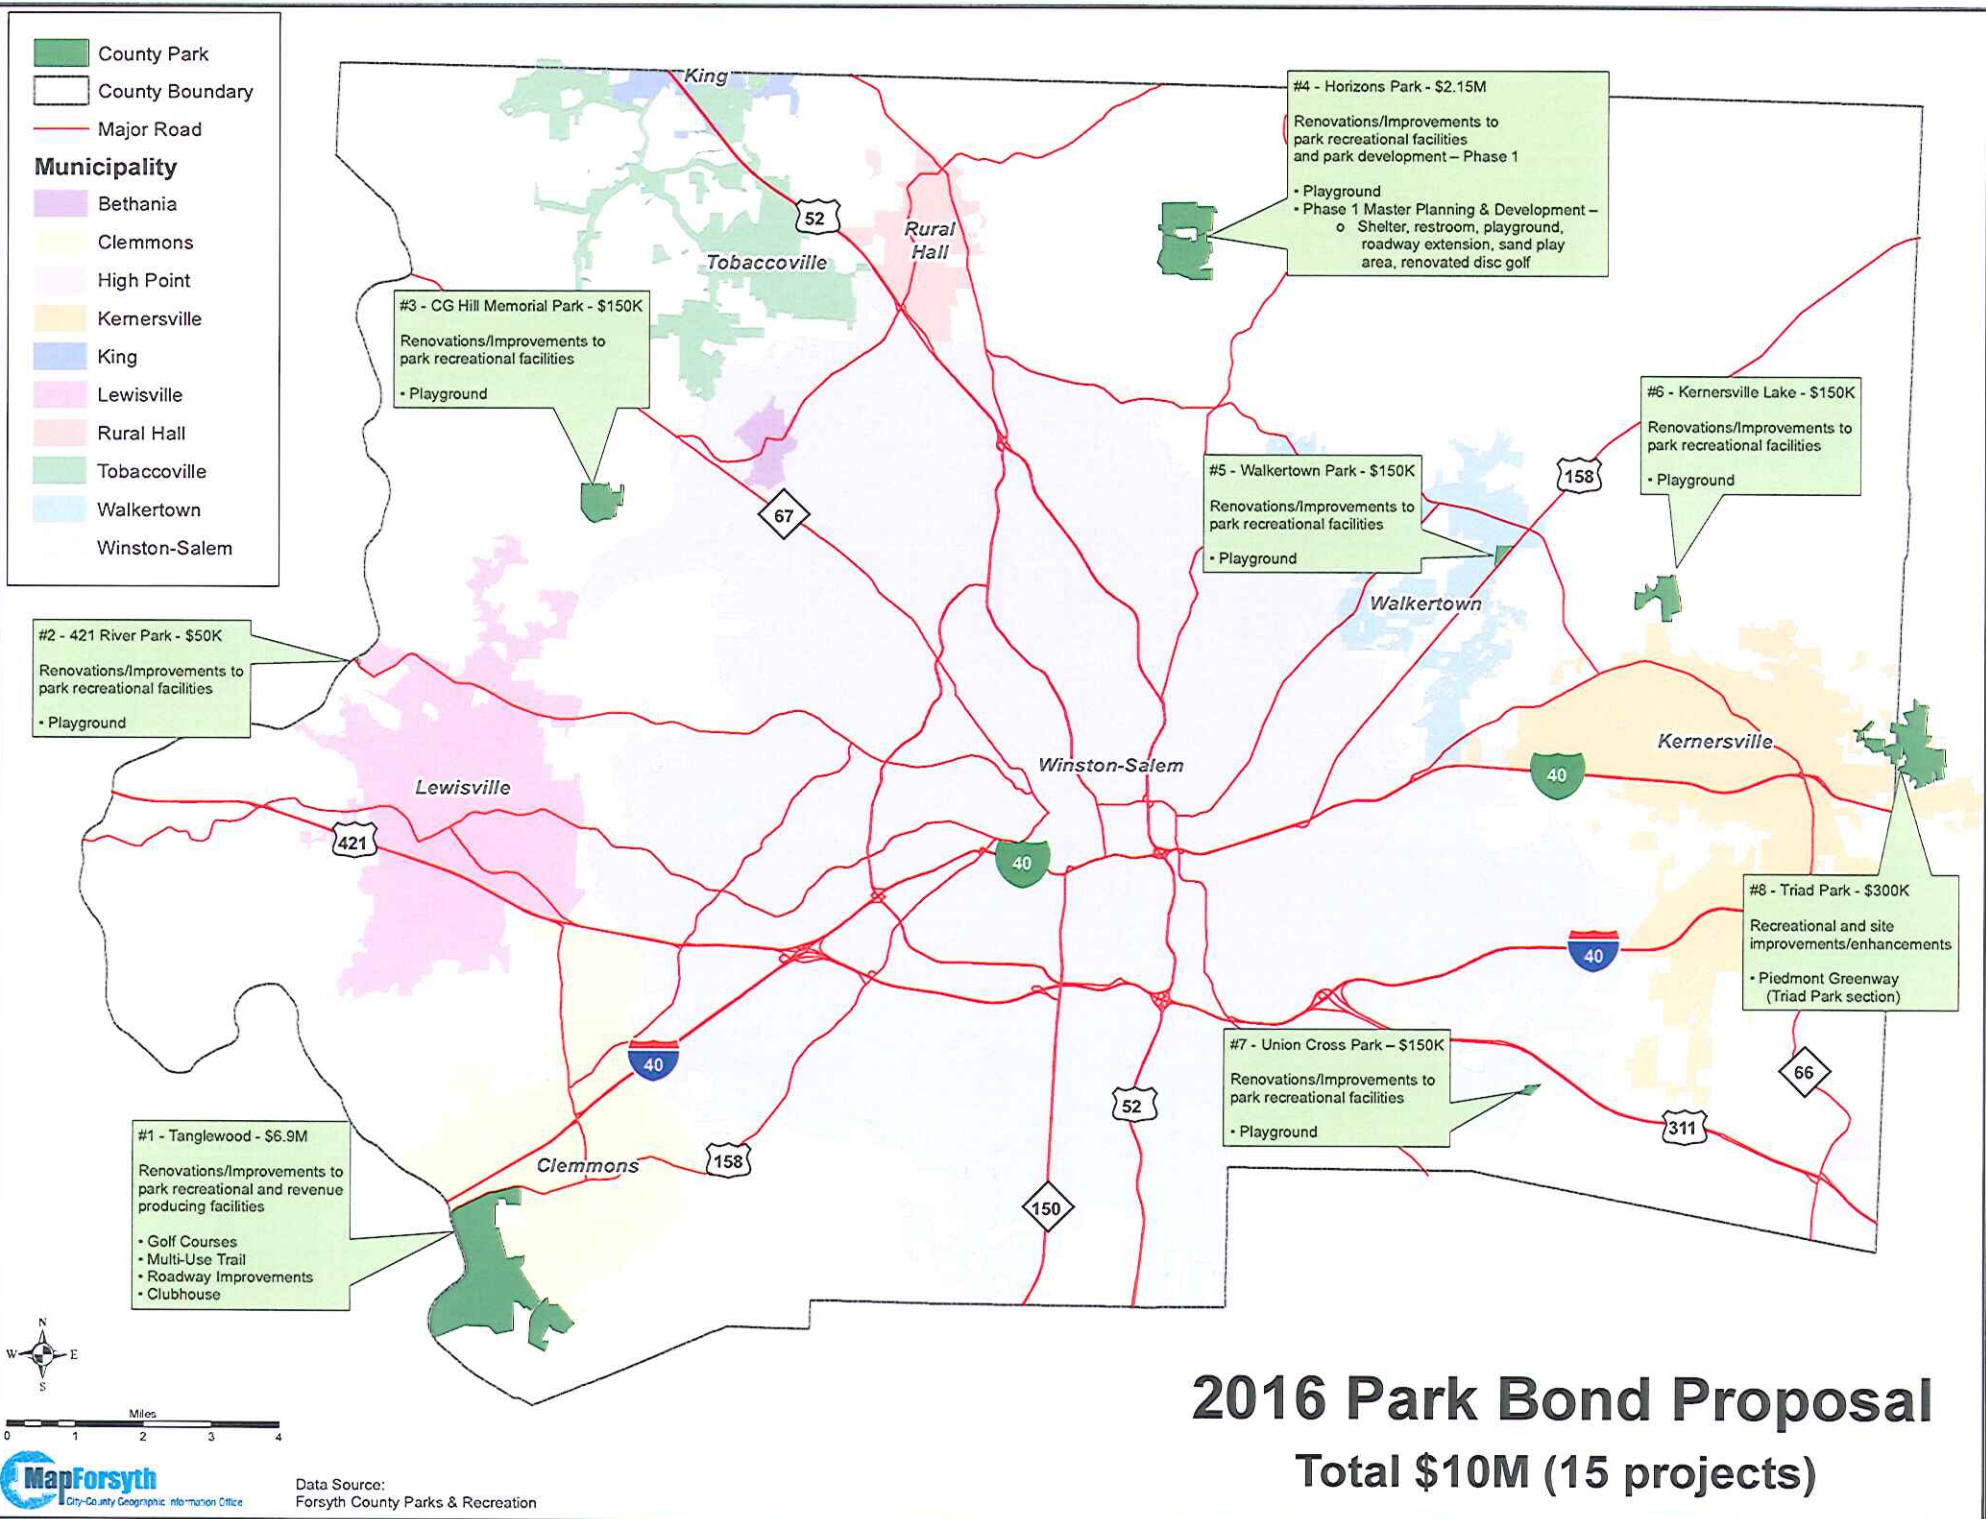 County Park
County Boundary
Major Road
Municipality
Bethania
Clemmons
High Point
Kernersville
King
Lewisville
Rural Hall
Tobaccoville
Walkertown
Winston-Salem
King
52
Rural
Hall
Tobaccoville
#4 - Horizons Park - $2.15M
Renovations/Improvements to
park recreational facilities
and park development – Phase 1
• Playground
• Phase 1 Master Planning & Development –
o Shelter, restroom, playground,
roadway extension, sand play
area, renovated disc golf
#3 - CG Hill Memorial Park - $150K
Renovations/Improvements to
park recreational facilities
• Playground
67
#6 - Kernersville Lake - $150K
Renovations/Improvements to
park recreational facilities
• Playground
158
#5 - Walkertown Park - $150K
Renovations/Improvements to
park recreational facilities
• Playground
Walkertown
#2 - 421 River Park - $50K
Renovations/Improvements to
park recreational facilities
• Playground
Lewisville
421
Winston-Salem
40
Kernersville
40
#8 - Triad Park - $300K
Recreational and site
improvements/enhancements
• Piedmont Greenway
(Triad Park section)
40
40
66
#7 - Union Cross Park – $150K
Renovations/Improvements to
park recreational facilities
• Playground
311
52
150
158
Clemmons
#1 - Tanglewood - $6.9M
Renovations/Improvements to
park recreational and revenue
producing facilities
• Golf Courses
• Multi-Use Trail
• Roadway Improvements
• Clubhouse
N
W E
S
Miles
0 1 2 3 4
MapForsyth
City-County Geographic Information Office
Data Source:
Forsyth County Parks & Recreation
2016 Park Bond Proposal
Total $10M (15 projects)